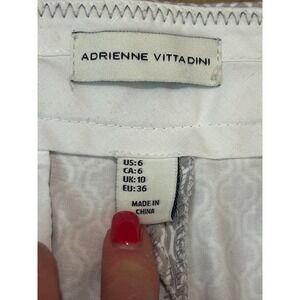 ADRIENNE VITTADINI
US:6
CA:6
UK:10
EU:36
MADE IN
CHINA